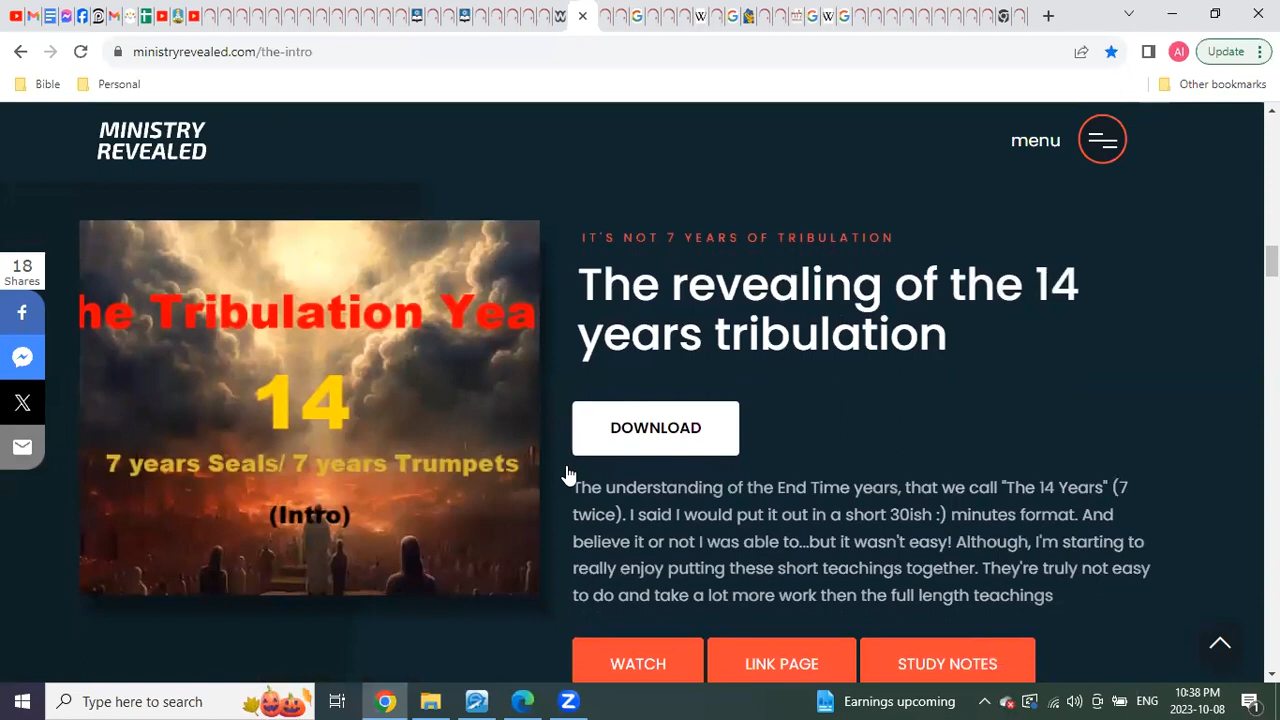 ministryrevealed.com/the-intro
Update
Bible
Personal
Other bookmarks
MINISTRY
REVEALED
menu
18
Shares
IT'S NOT 7 YEARS OF TRIBULATION
The revealing of the 14
years tribulation
he Tribulation Yea
14
7 years Seals/ 7 years Trumpets
(Intro)
DOWNLOAD
The understanding of the End Time years, that we call "The 14 Years" (7
twice). I said I would put it out in a short 30ish :) minutes format. And
believe it or not I was able to...but it wasn't easy! Although, I'm starting to
really enjoy putting these short teachings together. They're truly not easy
to do and take a lot more work then the full length teachings
WATCH
LINK PAGE
STUDY NOTES
Type here to search
Earnings upcoming
ENG
10:38 PM
2023-10-08